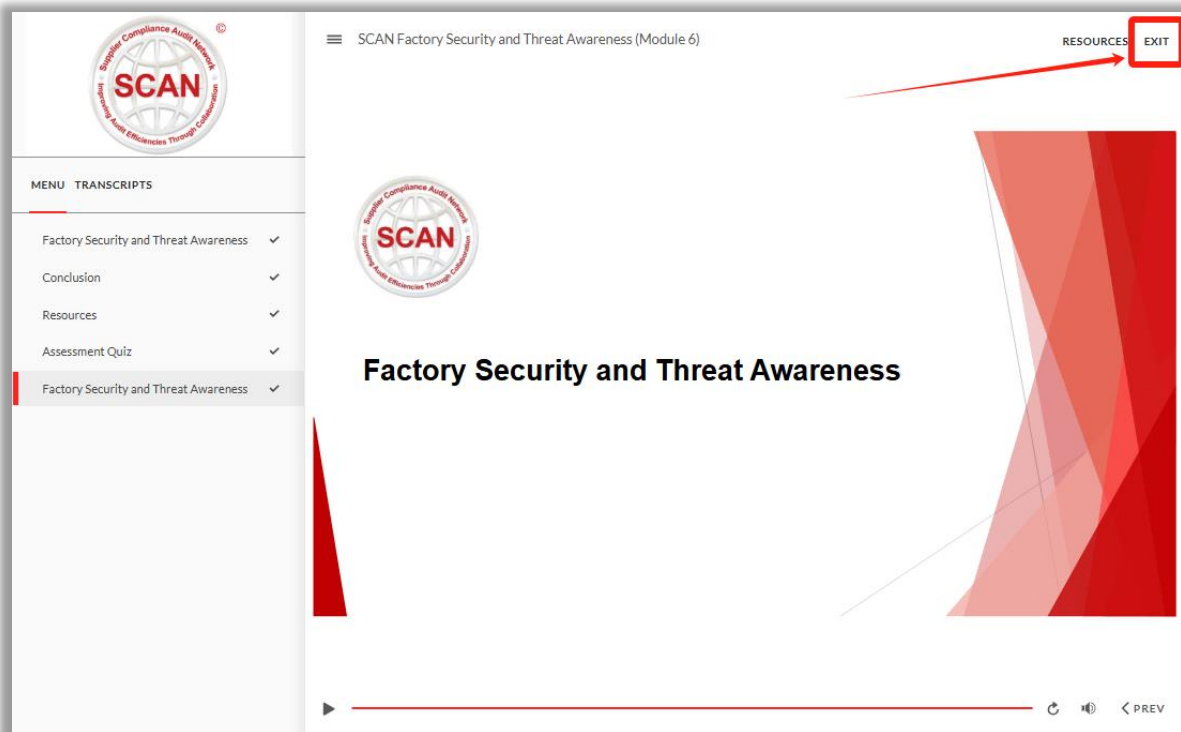 Supplier Compliance Audit Network
©
SCAN
Improving Audit Efficiencies Through Collaboration
SCAN Factory Security and Threat Awareness (Module 6)
RESOURCES
EXIT
MENU
TRANSCRIPTS
Factory Security and Threat Awareness
Conclusion
Resources
Assessment Quiz
Factory Security and Threat Awareness
Supplier Compliance Audit Network
SCAN
Improving Audit Efficiencies Through Collaboration
Factory Security and Threat Awareness
PREV